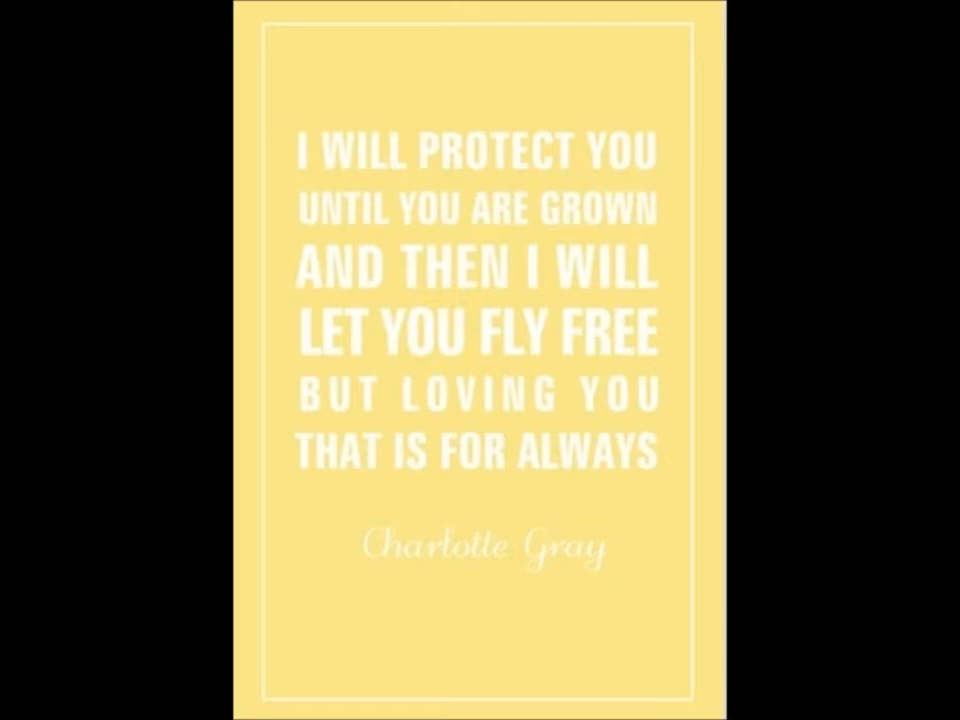 I WILL PROTECT YOU
UNTIL YOU ARE GROWN
AND THEN I WILL
LET YOU FLY FREE
BUT LOVING YOU
THAT IS FOR ALWAYS
Charlotte Gray